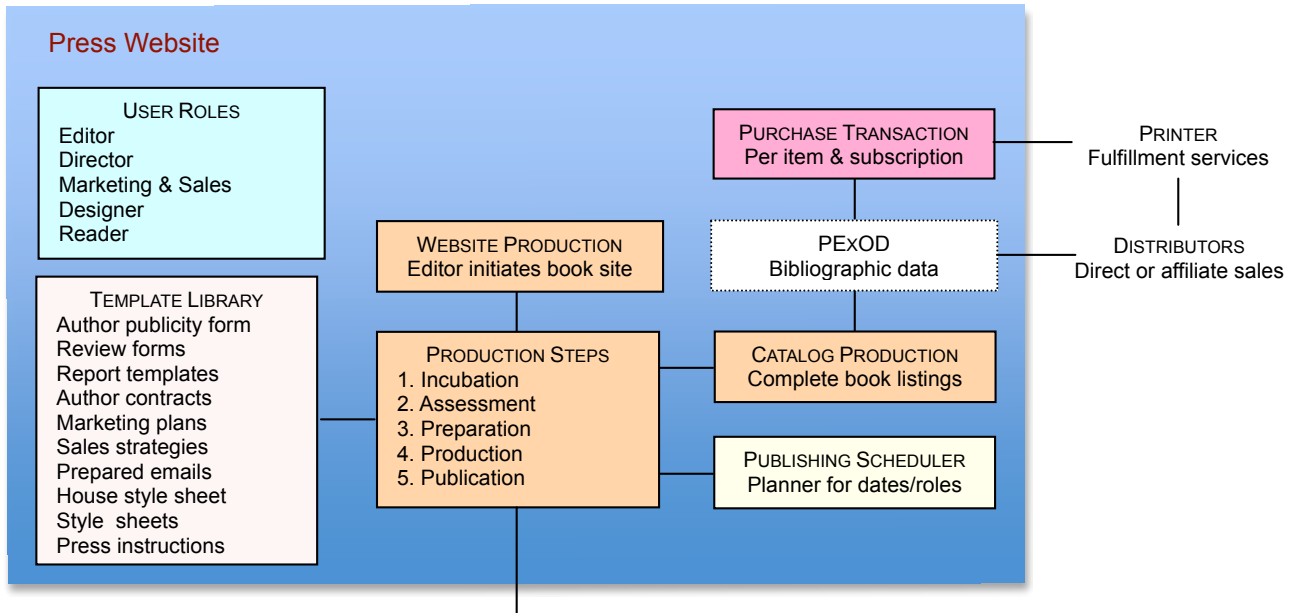 Press Website
USER ROLES
Editor
Director
Marketing & Sales
Designer
Reader
TEMPLATE LIBRARY
Author publicity form
Review forms
Report templates
Author contracts
Marketing plans
Sales strategies
Prepared emails
House style sheet
Style sheets
Press instructions
WEBSITE PRODUCTION
Editor initiates book site
PRODUCTION STEPS
1. Incubation
2. Assessment
3. Preparation
4. Production
5. Publication
PURCHASE TRANSACTION
Per item & subscription
PEXOD
Bibliographic data
CATALOG PRODUCTION
Complete book listings
PUBLISHING SCHEDULER
Planner for dates/roles
PRINTER
Fulfillment services
DISTRIBUTORS
Direct or affiliate sales